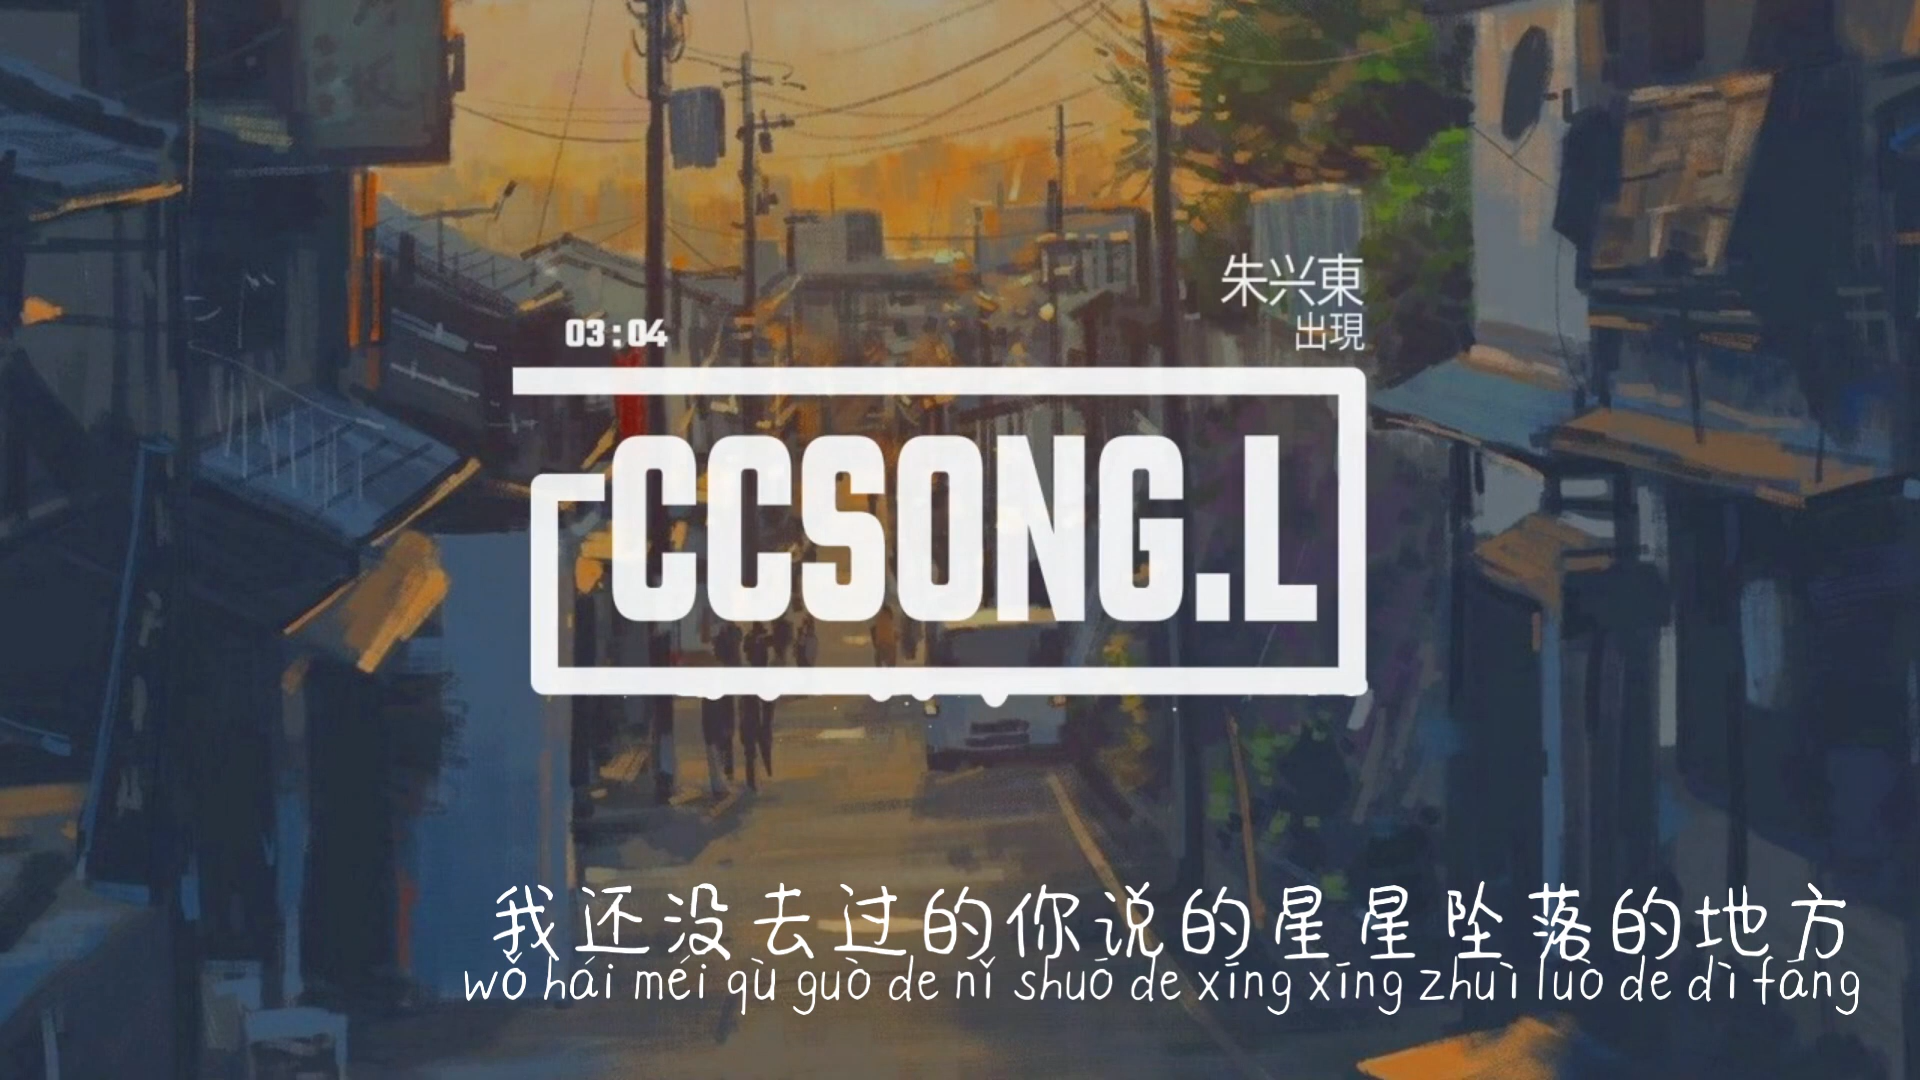 朱兴東
出現
03:04
CCSONG.L
我还没去过的你说的星星坠落的地方
wǒ hái méi qù guò de nǐ shuō de xīng xīng zhuì luò de dì fāng